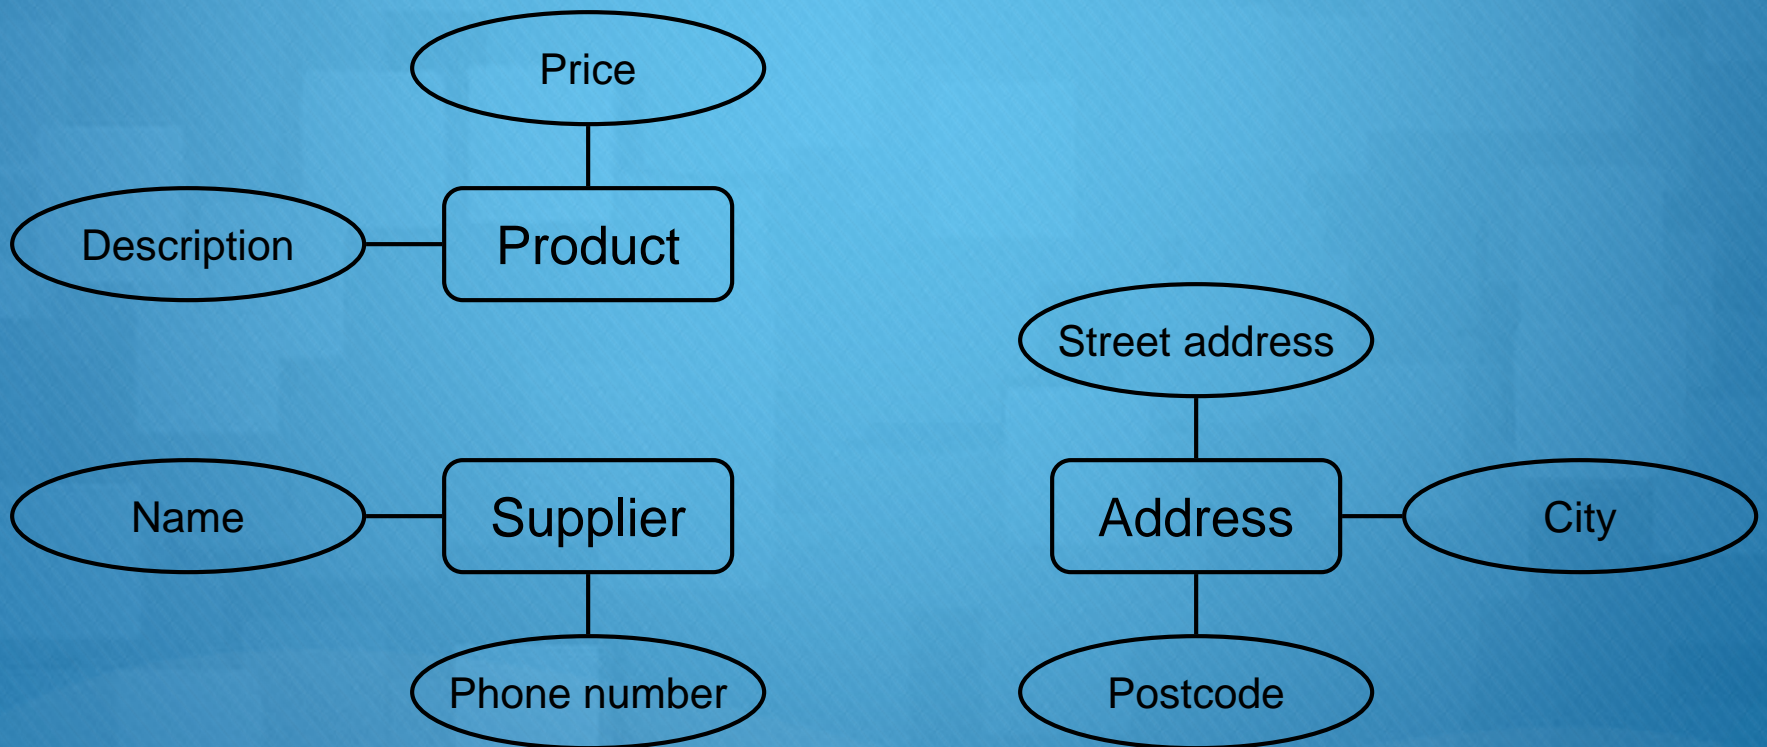 Price
Description
Product
Street address
Name
Supplier
Address
City
Phone number
Postcode